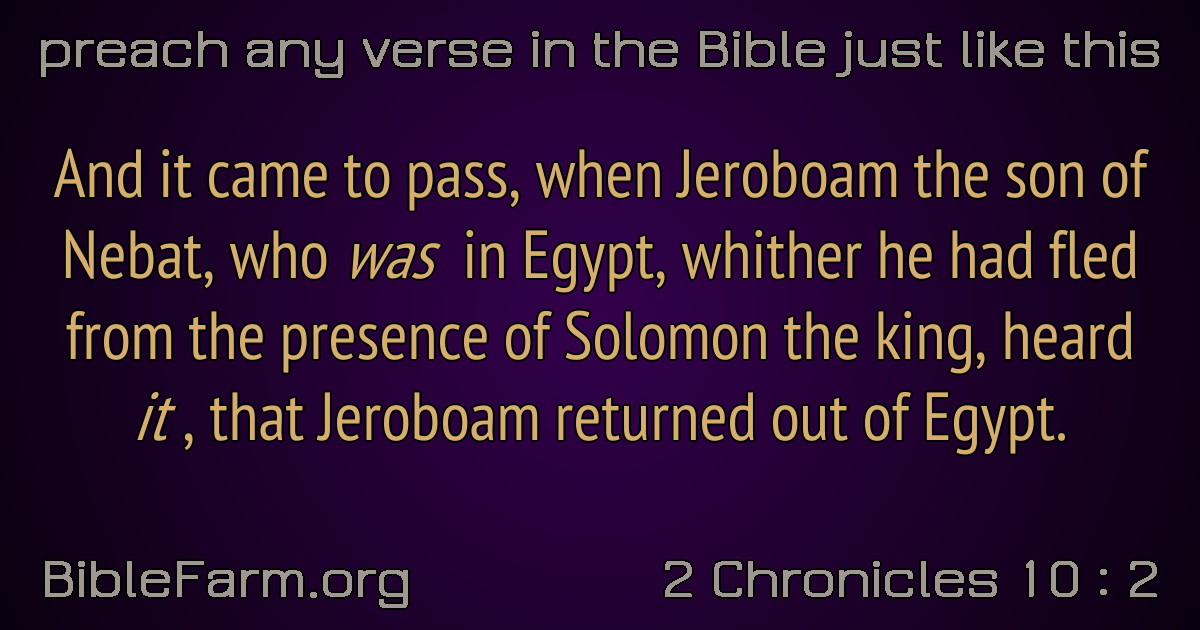 preach any verse in the Bible just like this
And it came to pass, when Jeroboam the son of
Nebat, who was in Egypt, whither he had fled
from the presence of Solomon the king, heard
it , that Jeroboam returned out of Egypt.
BibleFarm.org
2 Chronicles 10 : 2